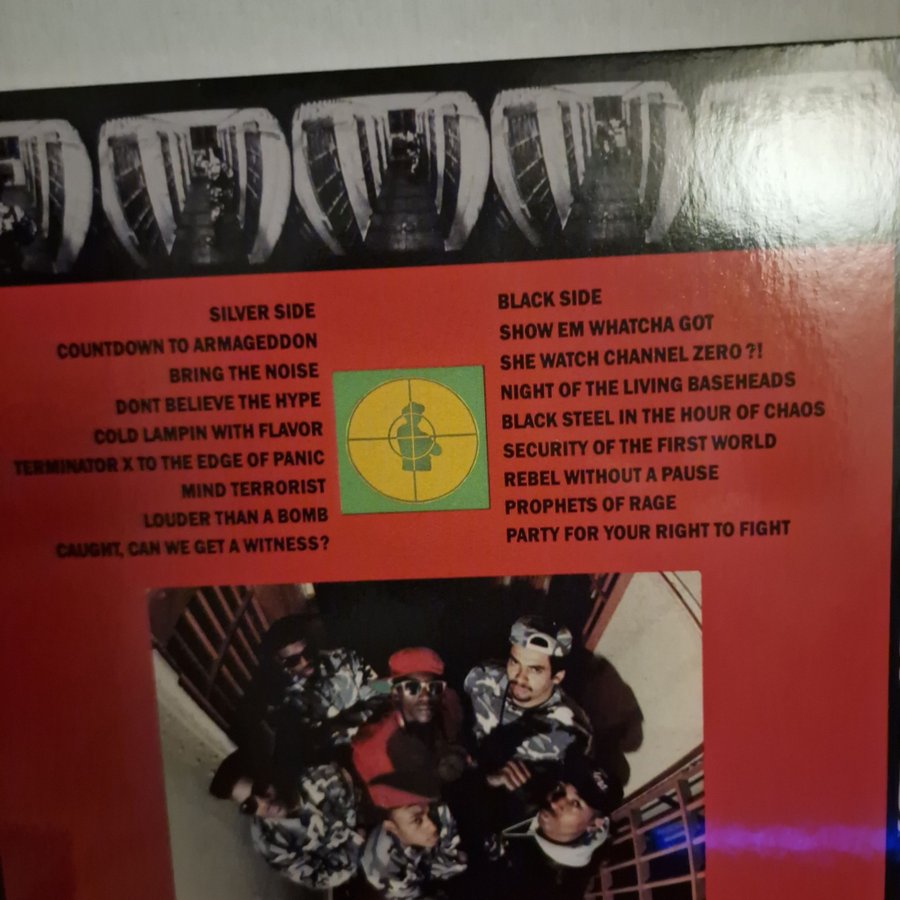 SILVER SIDE
COUNTDOWN TO ARMAGEDDON
BRING THE NOISE
DONT BELIEVE THE HYPE
COLD LAMPIN WITH FLAVOR
TERMINATOR X TO THE EDGE OF PANIC
MIND TERRORIST
LOUDER THAN A BOMB
CAUGHT, CAN WE GET A WITNESS?
BLACK SIDE
SHOW EM WHATCHA GOT
SHE WATCH CHANNEL ZERO?!
NIGHT OF THE LIVING BASEHEADS
BLACK STEEL IN THE HOUR OF CHAOS
SECURITY OF THE FIRST WORLD
REBEL WITHOUT A PAUSE
PROPHETS OF RAGE
PARTY FOR YOUR RIGHT TO FIGHT